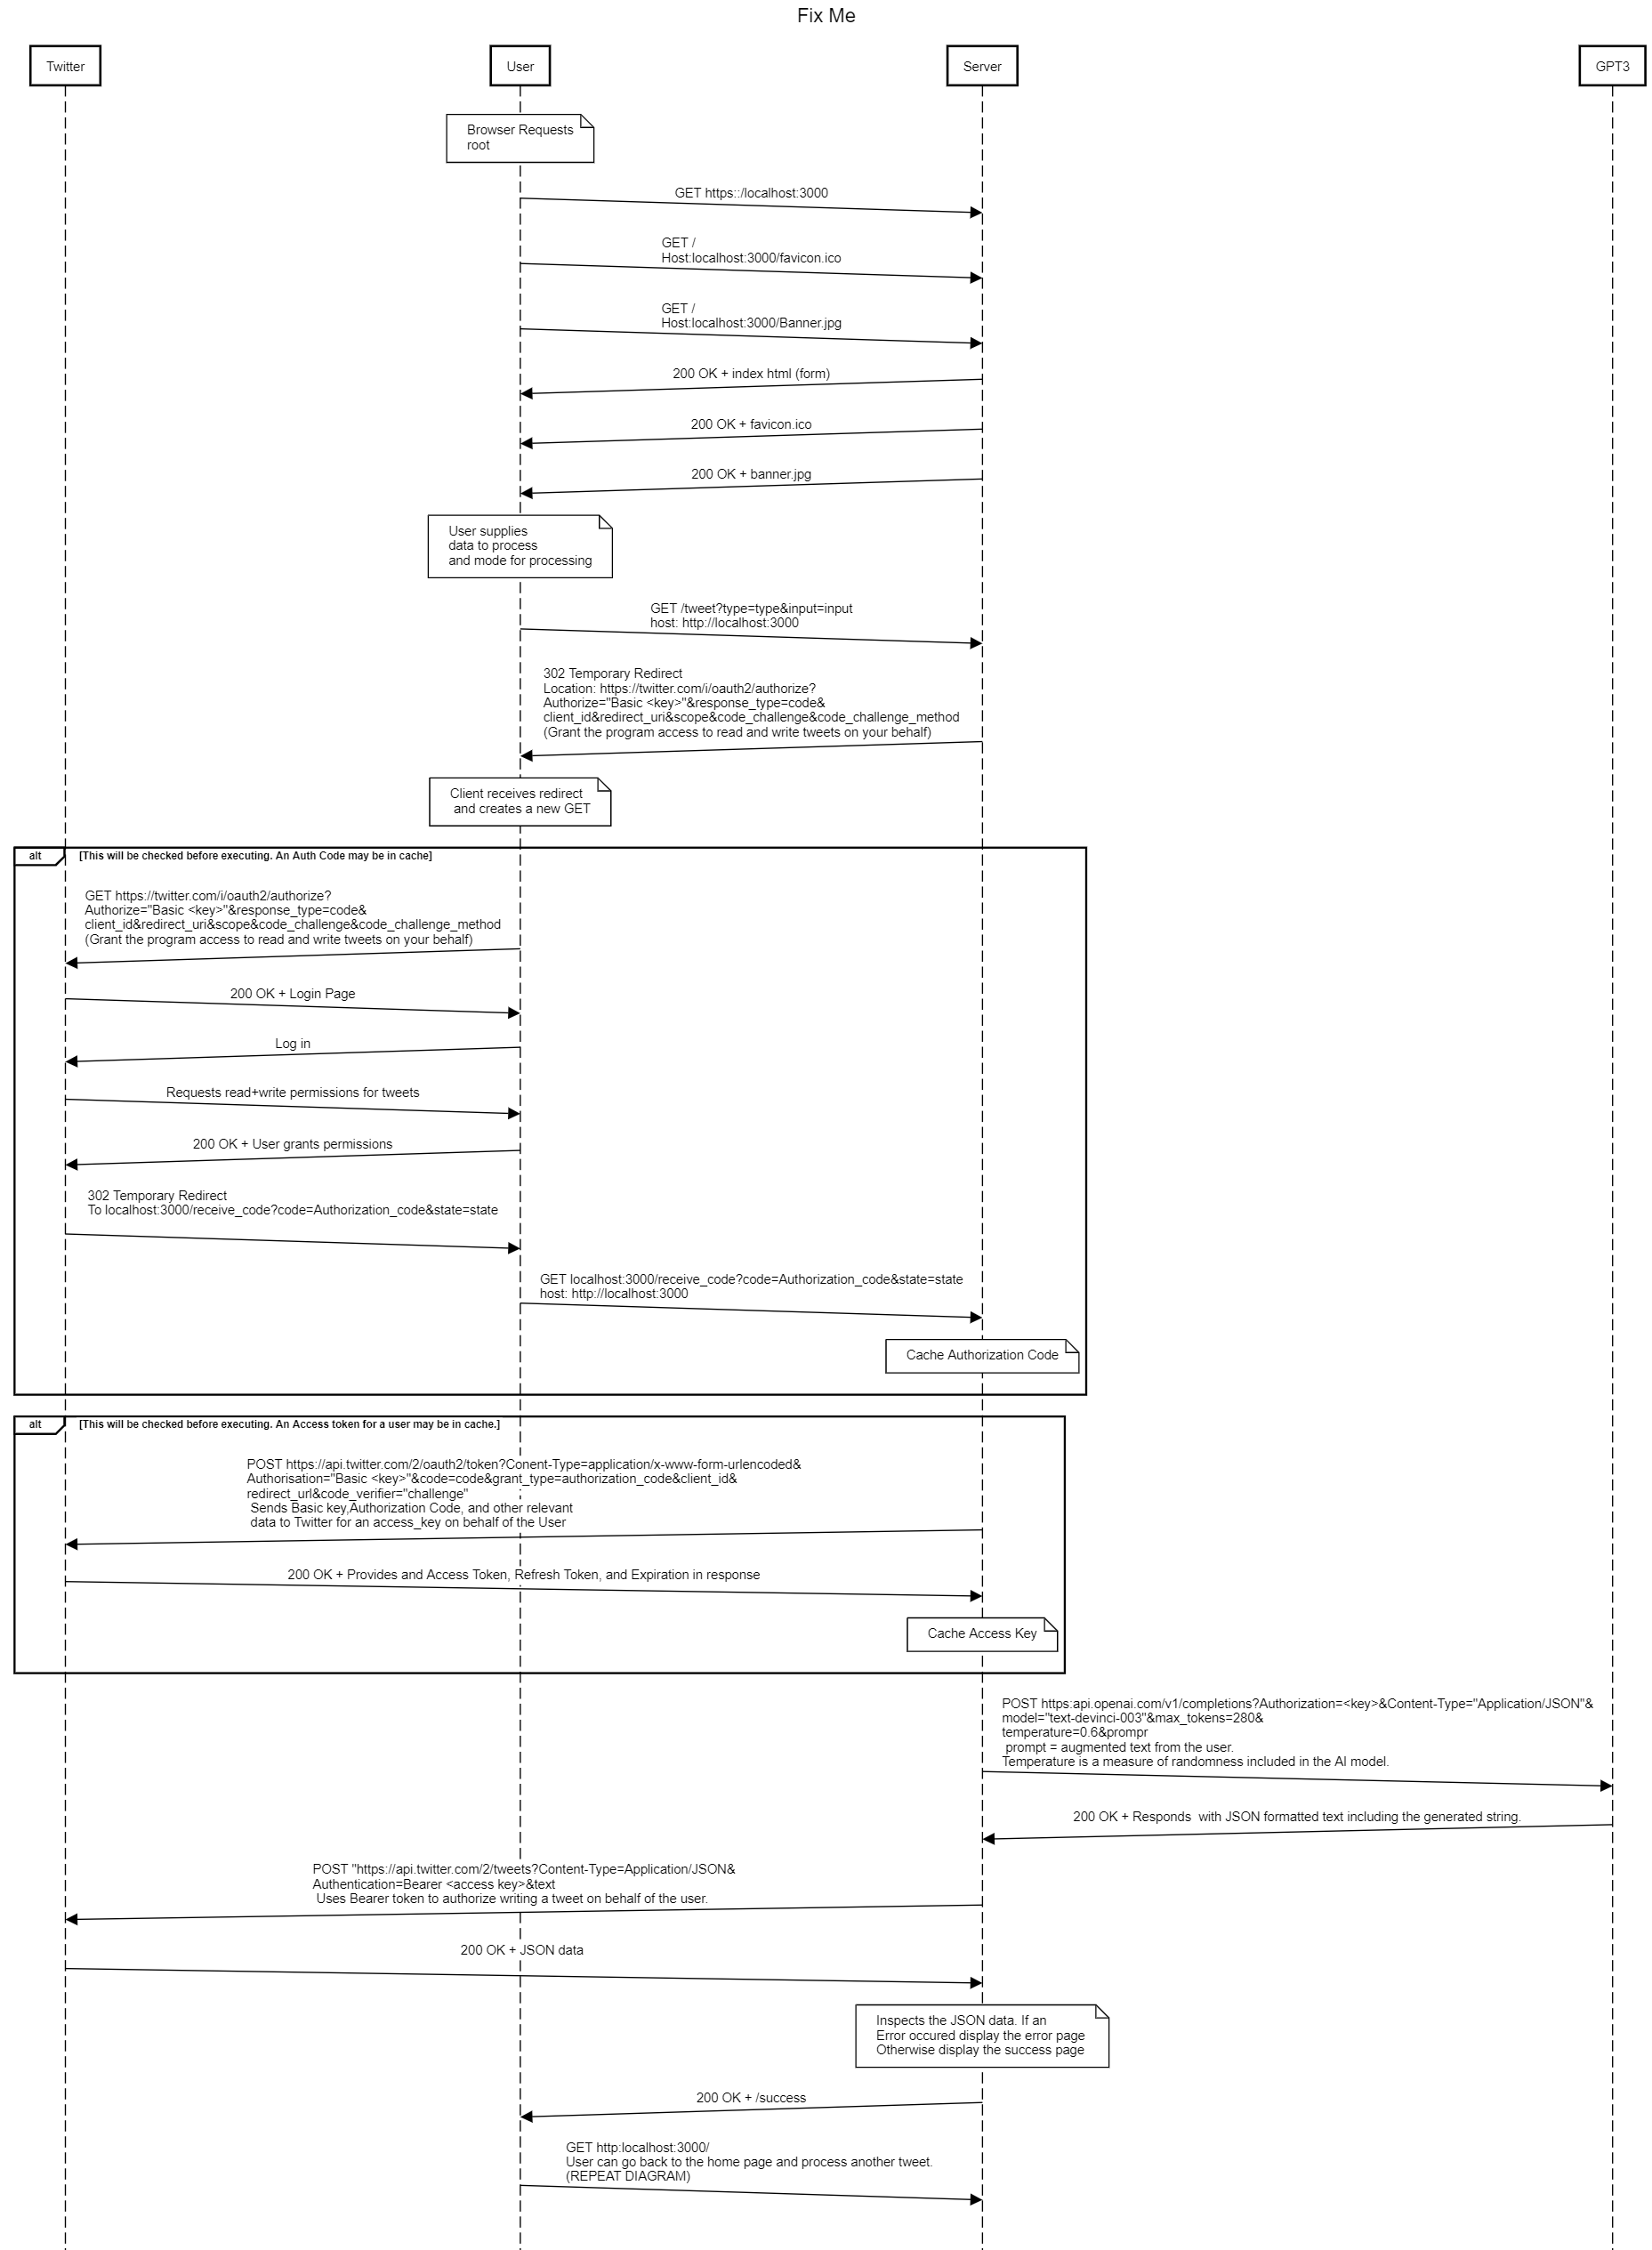 Fix Me
Twitter
User
Server
GPT3
Browser Requests
root
GET https::/localhost:3000
GET /
Host:localhost:3000/favicon.ico
GET /
Host:localhost:3000/Banner.jpg
200 OK + index html (form)
200 OK + favicon.ico
200 OK + banner.jpg
User supplies
data to process
and mode for processing
GET /tweet?type=type&input=input
host: http://localhost:3000
302 Temporary Redirect
Location: https://twitter.com/i/oauth2/authorize?
Authorize="Basic <key>"&response_type=code&
client_id&redirect_uri&scope&code_challenge&code_challenge_method
(Grant the program access to read and write tweets on your behalf)
Client receives redirect
and creates a new GET
alt
[This will be checked before executing. An Auth Code may be in cache]
GET https://twitter.com/i/oauth2/authorize?
Authorize="Basic <key>"&response_type=code&
client_id&redirect_uri&scope&code_challenge&code_challenge_method
(Grant the program access to read and write tweets on your behalf)
200 OK + Login Page
Log in
Requests read+write permissions for tweets
200 OK + User grants permissions
302 Temporary Redirect
To localhost:3000/receive_code?code=Authorization_code&state=state
GET localhost:3000/receive_code?code=Authorization_code&state=state
host: http://localhost:3000
Cache Authorization Code
alt
[This will be checked before executing. An Access token for a user may be in cache.]
POST https://api.twitter.com/2/oauth2/token?Conent-Type=application/x-www-form-urlencoded&
Authorisation="Basic <key>"&code=code&grant_type=authorization_code&client_id&
redirect_url&code_verifier="challenge"
Sends Basic key,Authorization Code, and other relevant
data to Twitter for an access_key on behalf of the User
200 OK + Provides and Access Token, Refresh Token, and Expiration in response
Cache Access Key
POST https:api.openai.com/v1/completions?Authorization=<key>&Content-Type="Application/JSON"&
model="text-devinci-003"&max_tokens=280&
temperature=0.6&prompr
prompt = augmented text from the user.
Temperature is a measure of randomness included in the AI model.
200 OK + Responds  with JSON formatted text including the generated string.
POST "https://api.twitter.com/2/tweets?Content-Type=Application/JSON&
Authentication=Bearer <access key>&text
Uses Bearer token to authorize writing a tweet on behalf of the user.
200 OK + JSON data
Inspects the JSON data. If an
Error occured display the error page
Otherwise display the success page
200 OK + /success
GET http:localhost:3000/
User can go back to the home page and process another tweet.
(REPEAT DIAGRAM)